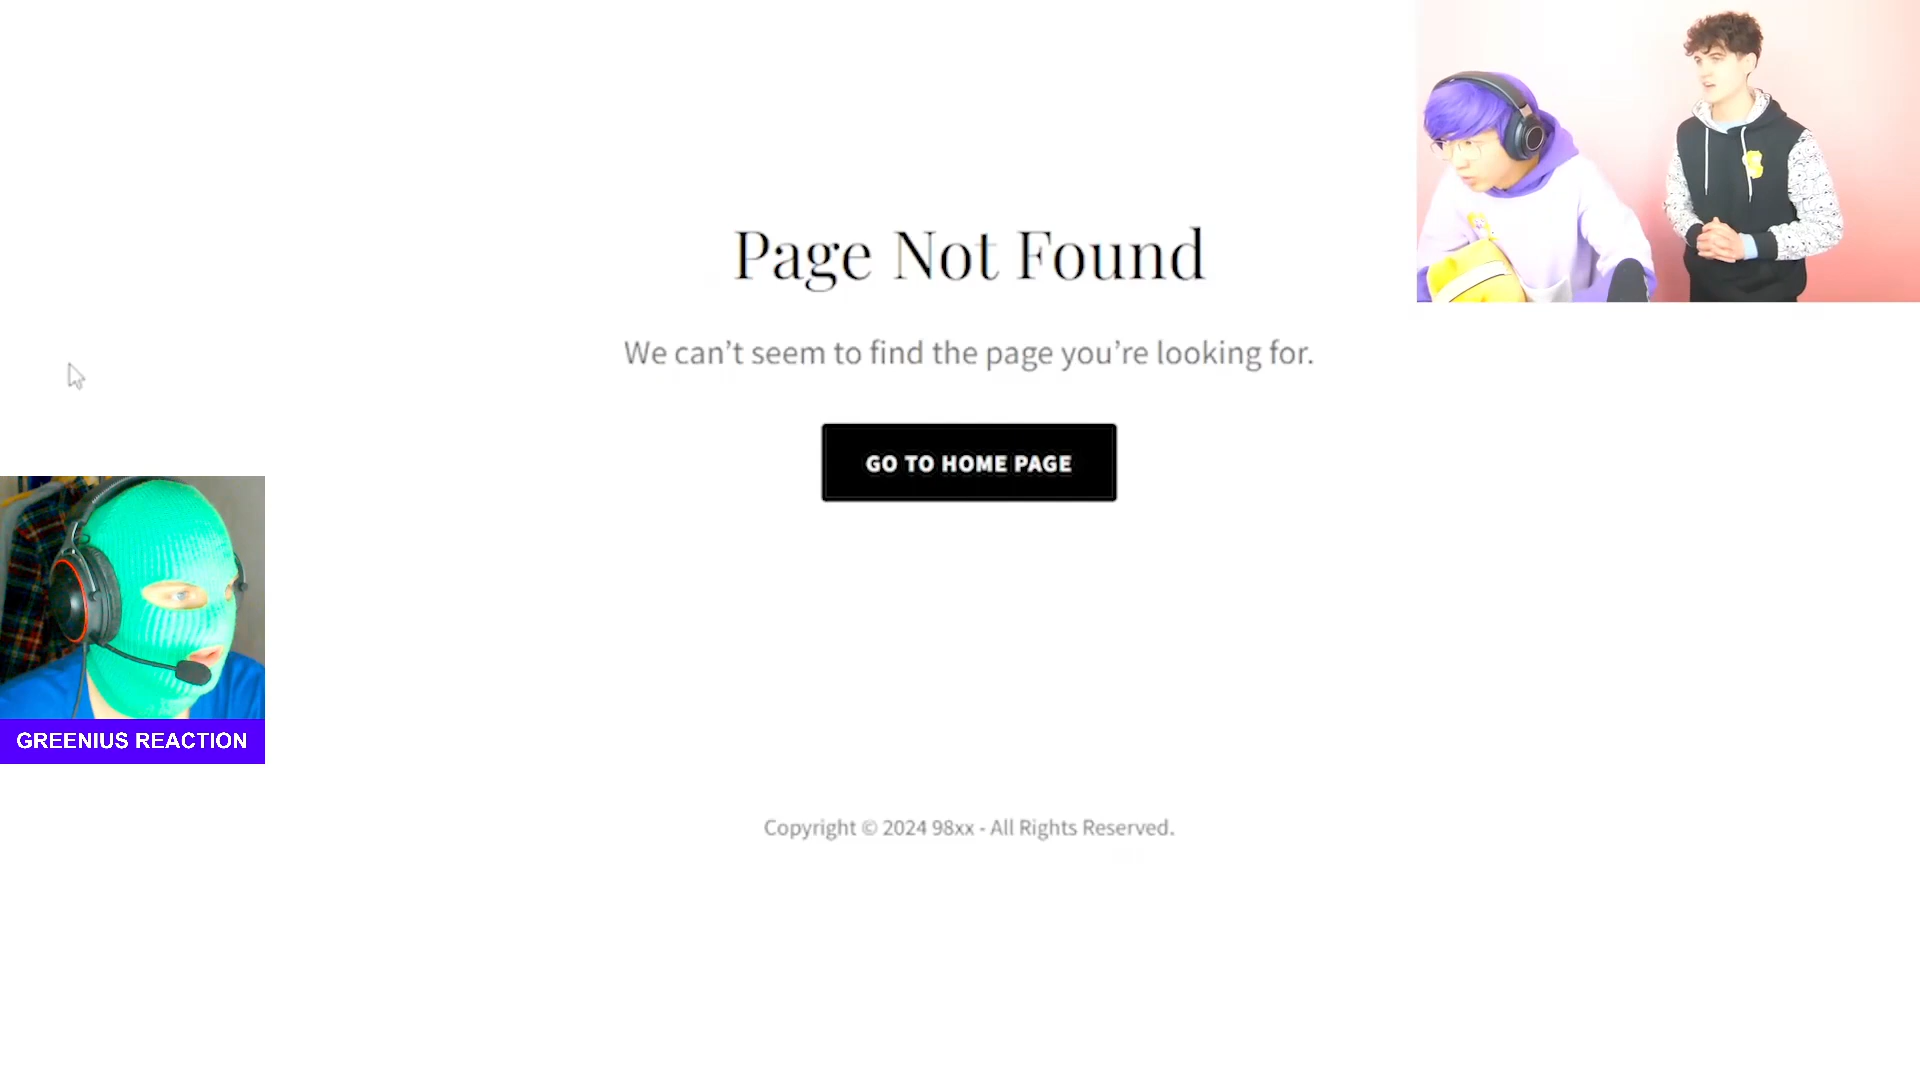 Page Not Found
We can’t seem to find the page you’re looking for.
GO TO HOME PAGE
GREENIUS REACTION
Copyright © 2024 98xx - All Rights Reserved.